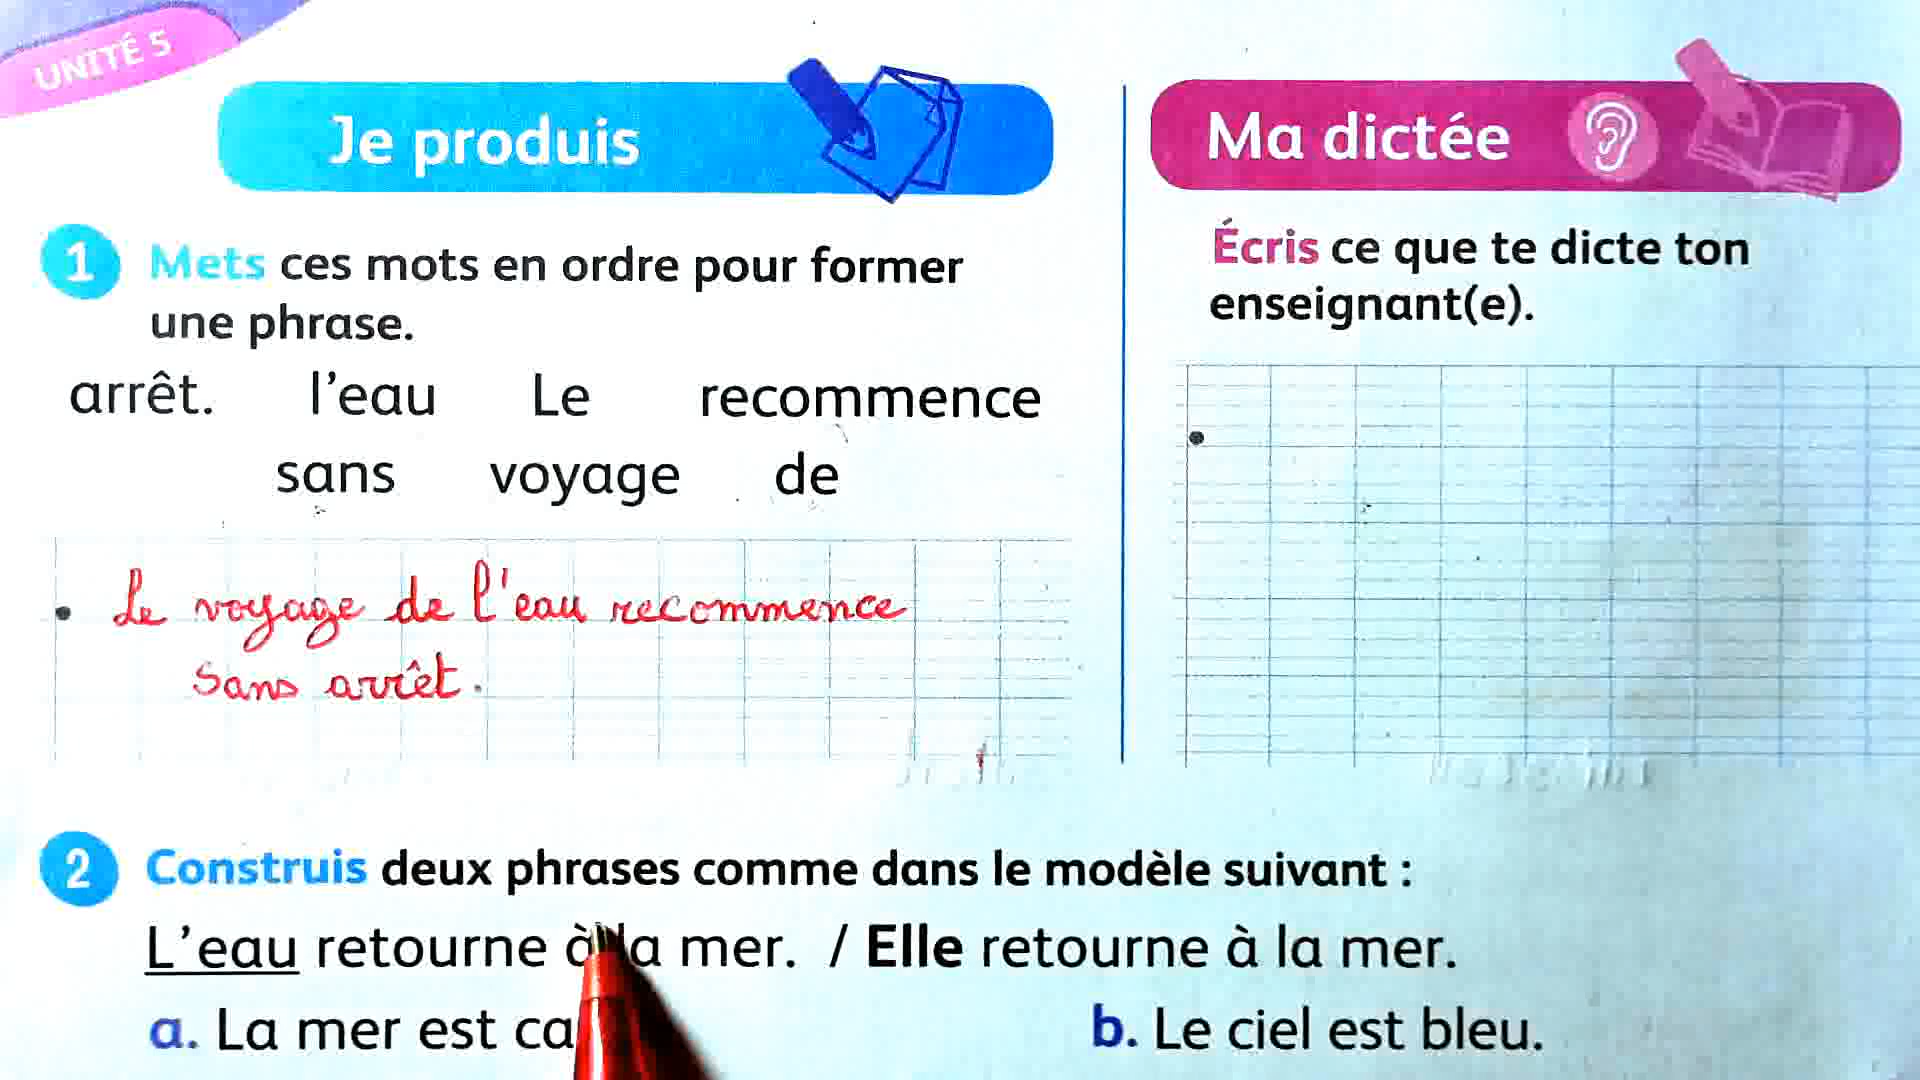 UNITÉ 5
Je produis
1 Mets ces mots en ordre pour former
une phrase.
arrêt. l'eau Le recommence
sans voyage de
• Le voyage de l'eau recommence
sans arrêt.
Ma dictée
Écris ce que te dicte ton
enseignant(e).
2 Construis deux phrases comme dans le modèle suivant :
L'eau retourne à la mer. / Elle retourne à la mer.
a. La mer est
b. Le ciel est bleu.